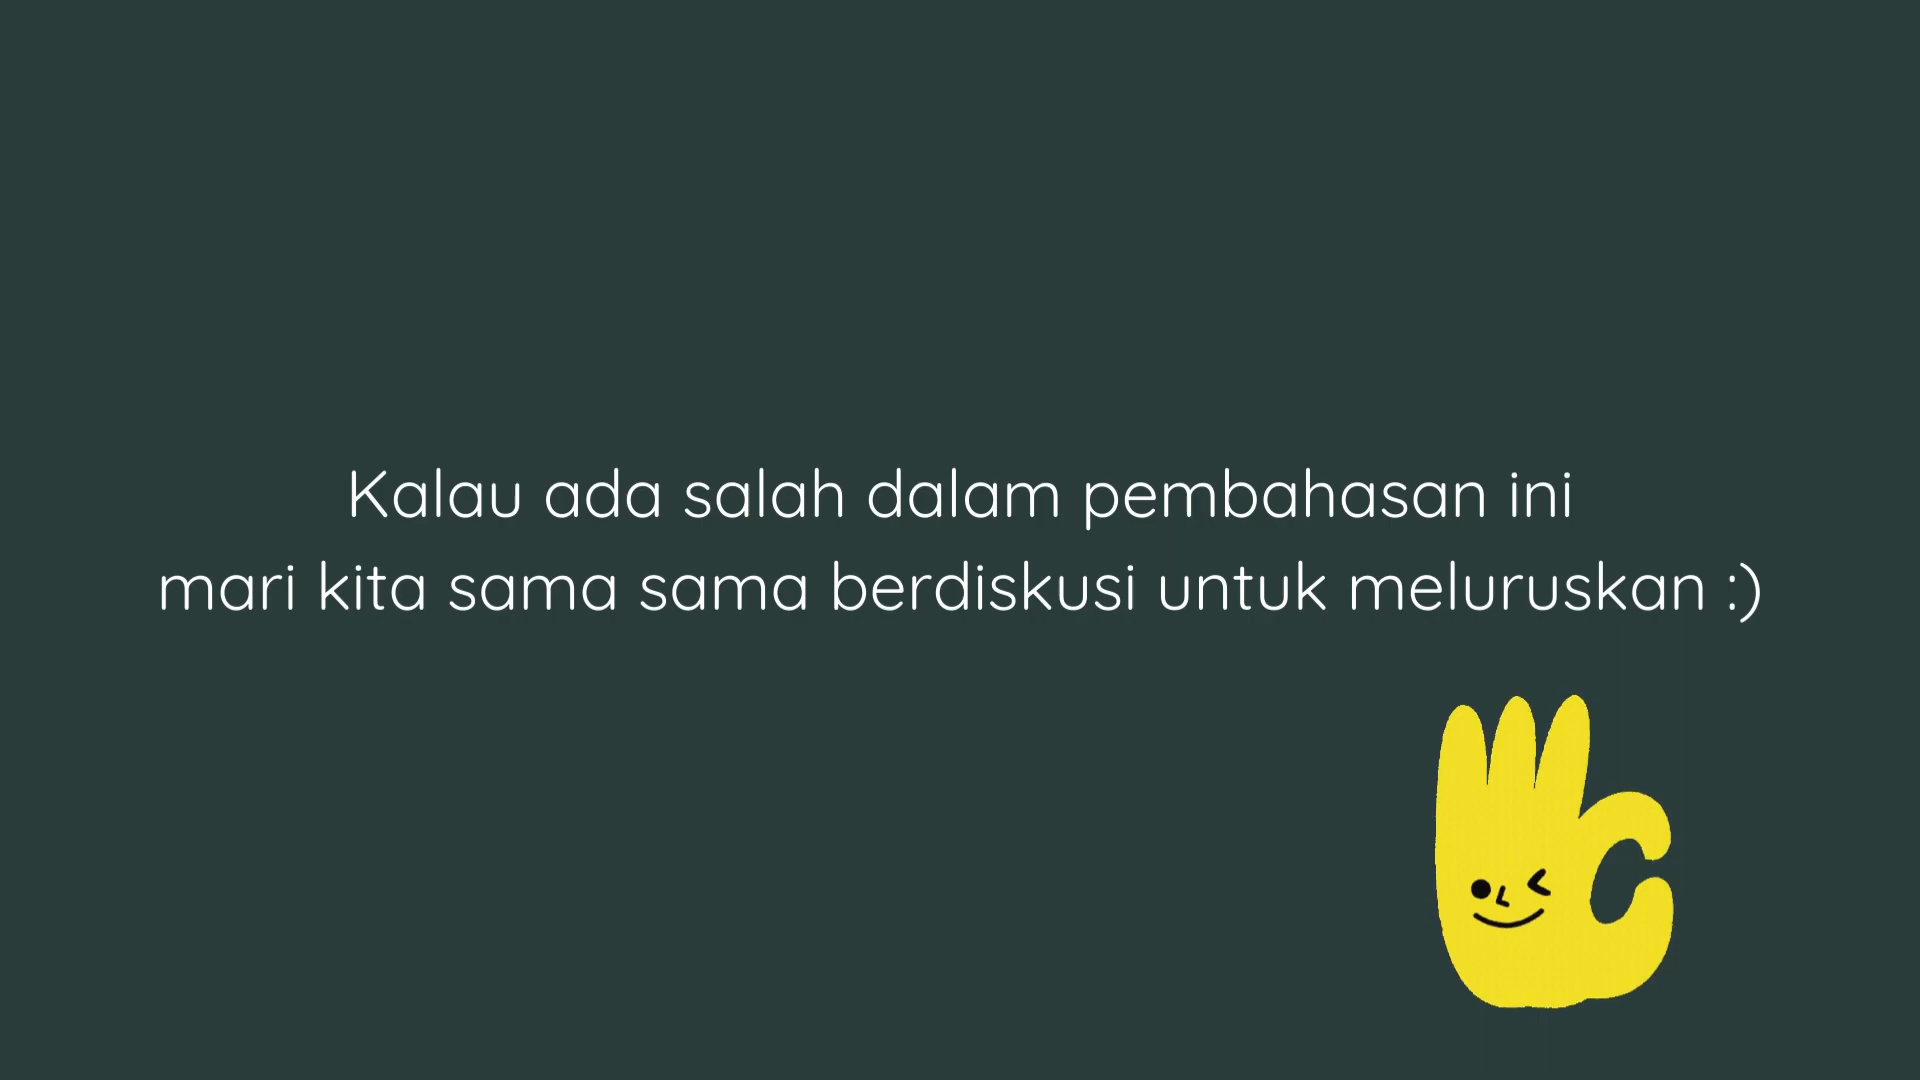 Kalau ada salah dalam pembahasan ini
mari kita sama sama berdiskusi untuk meluruskan :)